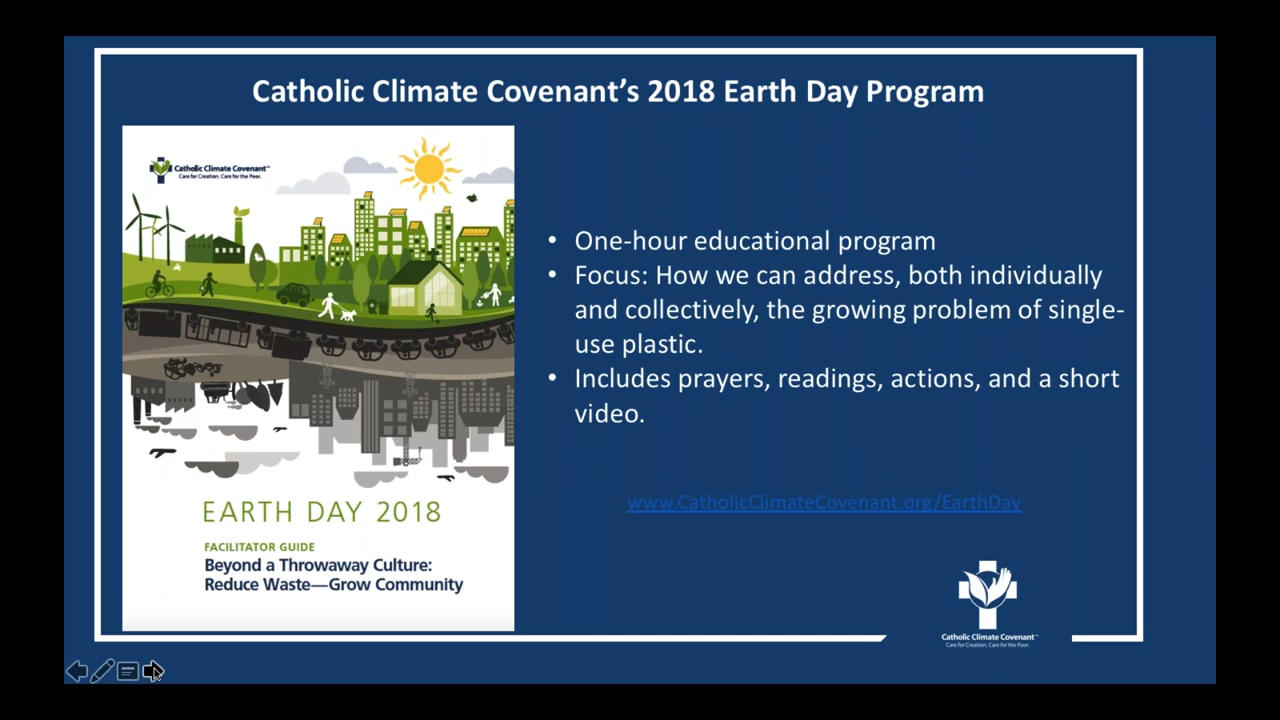 Catholic Climate Covenant’s 2018 Earth Day Program
Catholic Climate Covenant™
Care for Creation. Care for the Poor.
EARTH DAY 2018
FACILITATOR GUIDE
Beyond a Throwaway Culture:
Reduce Waste—Grow Community
• One-hour educational program
• Focus: How we can address, both individually
and collectively, the growing problem of single-
use plastic.
• Includes prayers, readings, actions, and a short
video.
www.CatholicClimateCovenant.org/EarthDay
Catholic Climate Covenant™
Care for Creation. Care for the Poor.